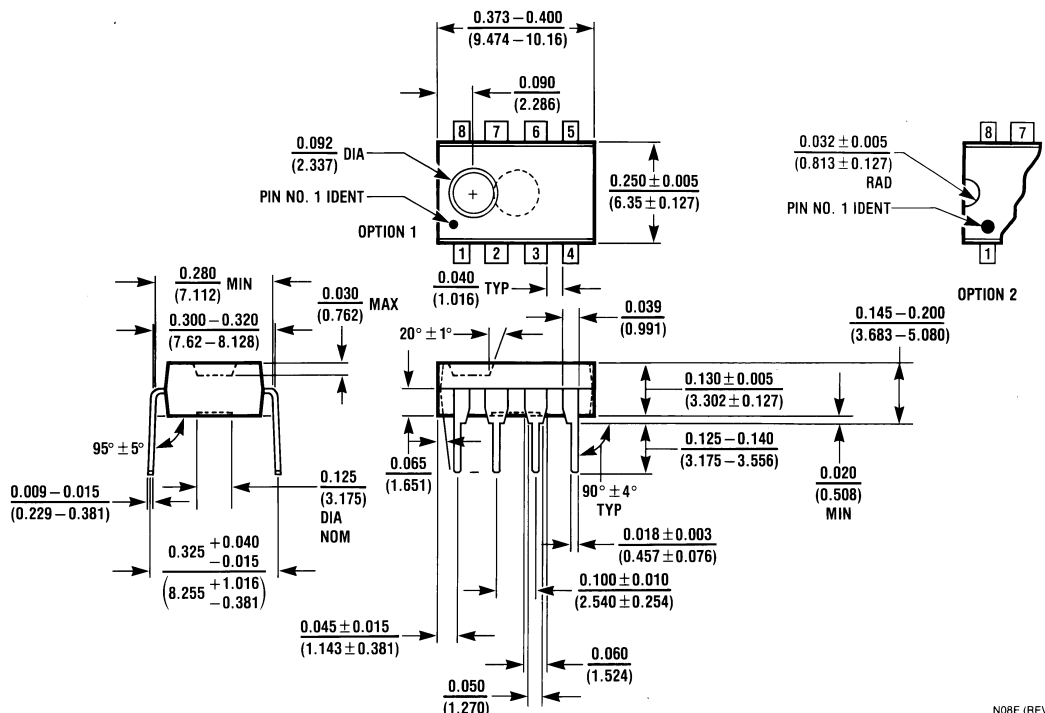 0.373 – 0.400
(9.474 – 10.16)
0.090
(2.286)
8 7 6 5
0.092 DIA
(2.337)
PIN NO. 1 IDENT
OPTION 1
0.250 ± 0.005
(6.35 ± 0.127)
1 2 3 4
0.032 ± 0.005
(0.813 ± 0.127)
RAD
PIN NO. 1 IDENT
8 7
1
OPTION 2
0.280 MIN
(7.112)
0.300 – 0.320
(7.62 – 8.128)
0.030 MAX
(0.762)
0.040 TYP
(1.016)
20° ± 1°
0.039
(0.991)
0.145 – 0.200
(3.683 – 5.080)
0.130 ± 0.005
(3.302 ± 0.127)
0.125 – 0.140
(3.175 – 3.556)
0.020
(0.508)
MIN
95° ± 5°
0.009 – 0.015
(0.229 – 0.381)
0.125
(3.175)
DIA
NOM
0.065
(1.651)
90° ± 4°
TYP
0.018 ± 0.003
(0.457 ± 0.076)
0.325 +0.040
−0.015
(8.255 +1.016
−0.381)
0.100 ± 0.010
(2.540 ± 0.254)
0.045 ± 0.015
(1.143 ± 0.381)
0.060
(1.524)
0.050
(1.270)